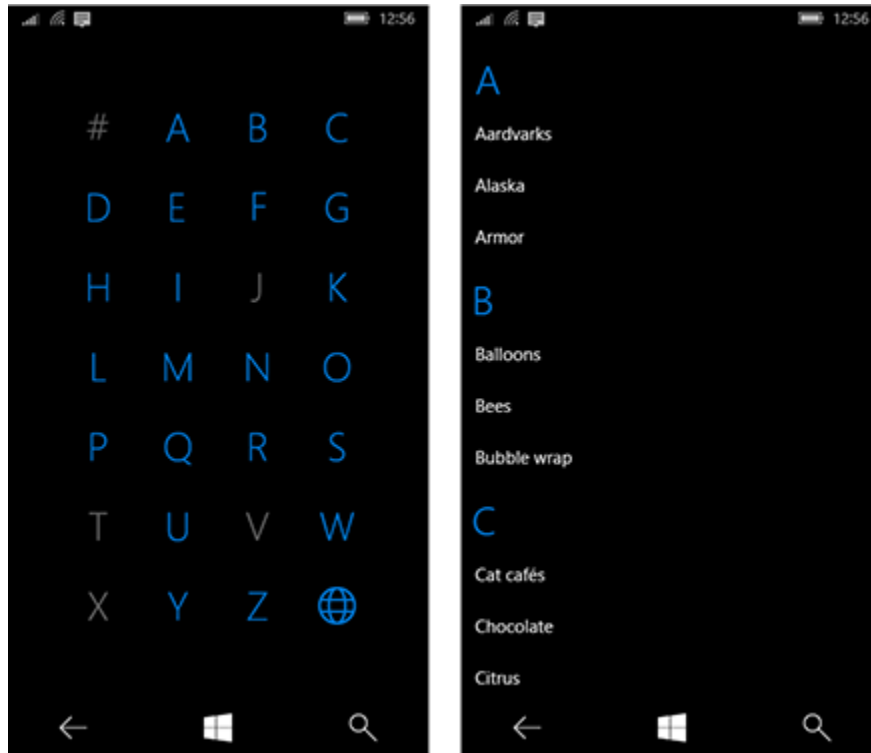 12:56
# A B C
D E F G
H I J K
L M N O
P Q R S
T U V W
X Y Z
12:56
A
Aardvarks
Alaska
Armor
B
Balloons
Bees
Bubble wrap
C
Cat cafés
Chocolate
Citrus